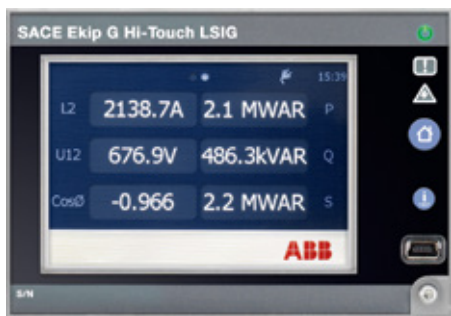 SACE Ekip G Hi-Touch LSIG
15:39
L2 2138.7A 2.1 MWAR P
U12 676.9V 486.3kVAR Q
CosØ -0.966 2.2 MWAR S
ABB
S/N